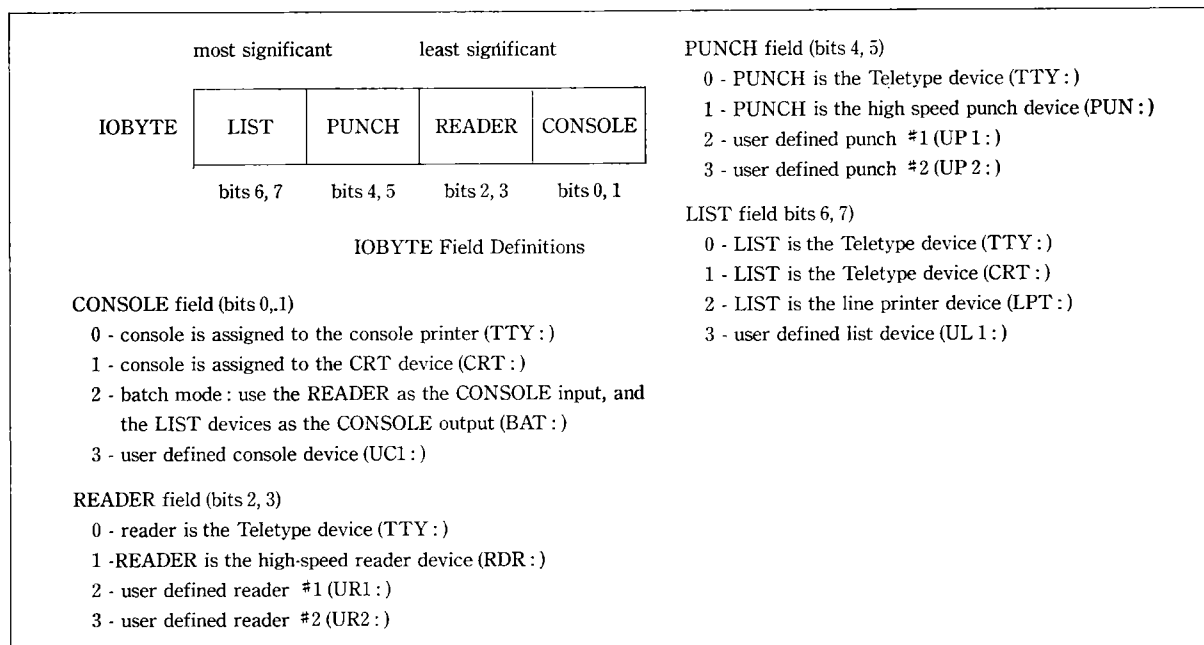 most significant least significant
IOBYTE LIST PUNCH READER CONSOLE
bits 6, 7 bits 4, 5 bits 2, 3 bits 0, 1
IOBYTE Field Definitions
CONSOLE field (bits 0,.1)
0 - console is assigned to the console printer (TTY : )
1 - console is assigned to the CRT device (CRT : )
2 - batch mode : use the READER as the CONSOLE input, and
the LIST devices as the CONSOLE output (BAT : )
3 - user defined console device (UC1 : )
READER field (bits 2, 3)
0 - reader is the Teletype device (TTY : )
1 -READER is the high-speed reader device (RDR : )
2 - user defined reader #1 (UR1 : )
3 - user defined reader #2 (UR2 : )
PUNCH field (bits 4, 5)
0 - PUNCH is the Teletype device (TTY : )
1 - PUNCH is the high speed punch device (PUN : )
2 - user defined punch #1 (UP 1 : )
3 - user defined punch #2 (UP 2 : )
LIST field bits 6, 7)
0 - LIST is the Teletype device (TTY : )
1 - LIST is the Teletype device (CRT : )
2 - LIST is the line printer device (LPT : )
3 - user defined list device (UL 1 : )